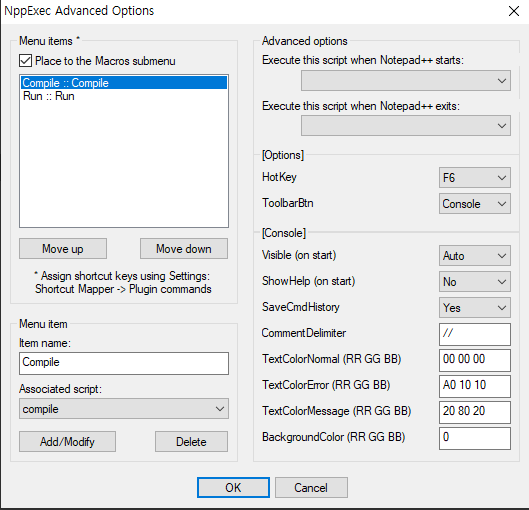 NppExec Advanced Options
Menu items *
Place to the Macros submenu
Compile :: Compile
Run :: Run
Move up
Move down
* Assign shortcut keys using Settings:
Shortcut Mapper -> Plugin commands
Menu item
Item name:
Compile
Associated script:
compile
Add/Modify
Delete
Advanced options
Execute this script when Notepad++ starts:
Execute this script when Notepad++ exits:
[Options]
HotKey
F6
ToolbarBtn
Console
[Console]
Visible (on start)
Auto
ShowHelp (on start)
No
SaveCmdHistory
Yes
CommentDelimiter
//
TextColorNormal (RR GG BB)
00 00 00
TextColorError (RR GG BB)
A0 10 10
TextColorMessage (RR GG BB)
20 80 20
BackgroundColor (RR GG BB)
0
OK
Cancel